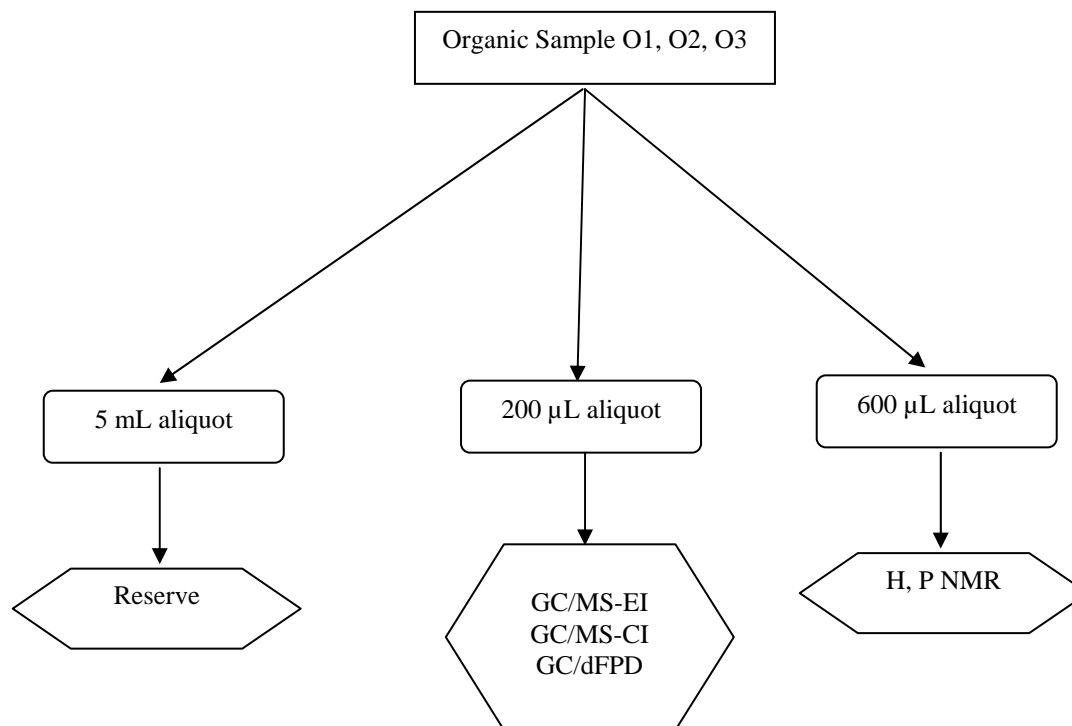 Organic Sample O1, O2, O3
5 mL aliquot
200 µL aliquot
600 µL aliquot
Reserve
GC/MS-EI
GC/MS-CI
GC/dFPD
H, P NMR